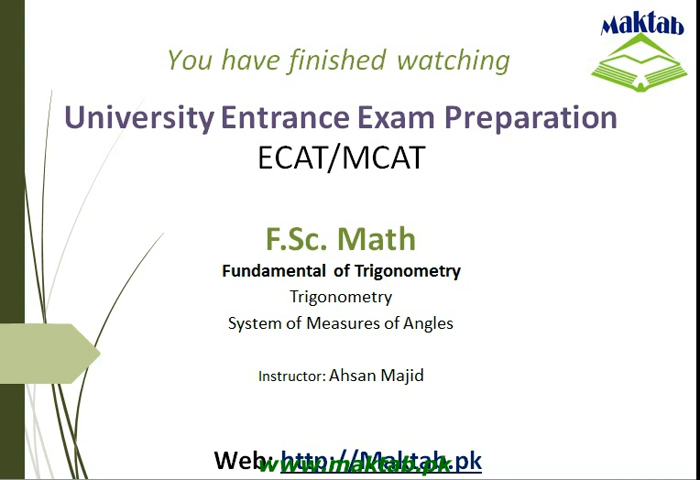 Maktab
You have finished watching
University Entrance Exam Preparation
ECAT/MCAT
F.Sc. Math
Fundamental of Trigonometry
Trigonometry
System of Measures of Angles
Instructor: Ahsan Majid
Web: http://Maktab.pk
www.maktab.pk